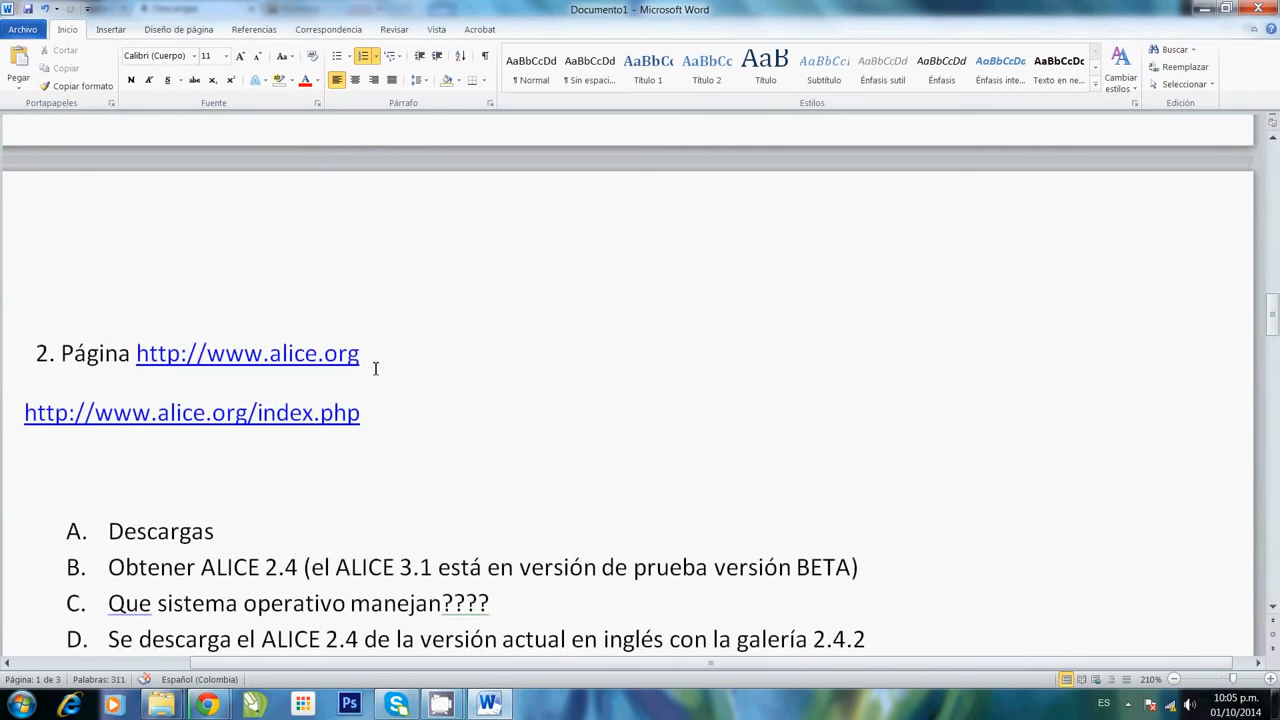 Documento1 - Microsoft Word
Archivo Inicio Insertar Diseño de página Referencias Correspondencia Revisar Vista Acrobat
Pegar
Cortar
Copiar
Copiar formato
Portapapeles
Calibri (Cuerpo) 11
Fuente
Párrafo
AaBbCcDd AaBbCcDd AaBbCc AaBbCc AaB AaBbCcI AaBbCcDd AaBbCcDd AaBbCcDd AaBbCcDc
¶ Normal ¶ Sin espaci... Título 1 Título 2 Título Subtítulo Énfasis sutil Énfasis Énfasis inte... Texto en ne...
Cambiar
estilos
Estilos
Buscar
Reemplazar
Seleccionar
Edición
2. Página http://www.alice.org
http://www.alice.org/index.php
A. Descargas
B. Obtener ALICE 2.4 (el ALICE 3.1 está en versión de prueba versión BETA)
C. Que sistema operativo manejan????
D. Se descarga el ALICE 2.4 de la versión actual en inglés con la galería 2.4.2
Página: 1 de 3 Palabras: 311 Español (Colombia) 210%
ES 10:05 p.m.
01/10/2014